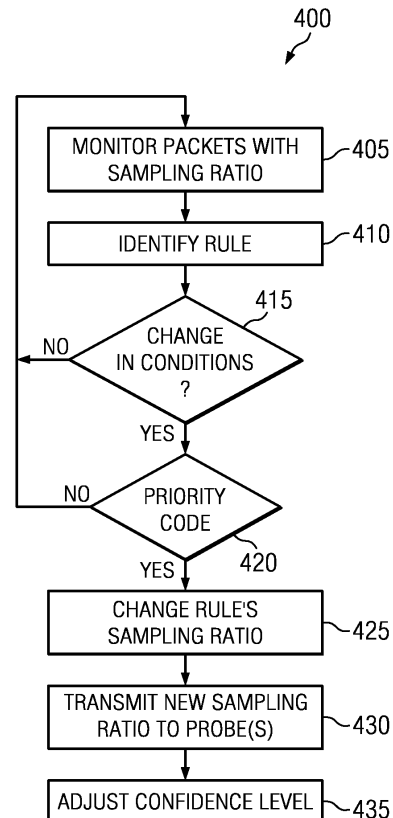 400
MONITOR PACKETS WITH
SAMPLING RATIO
405
IDENTIFY RULE
410
415
CHANGE
IN CONDITIONS
?
NO
YES
PRIORITY
CODE
NO
420
YES
CHANGE RULE'S
SAMPLING RATIO
425
TRANSMIT NEW SAMPLING
RATIO TO PROBE(S)
430
ADJUST CONFIDENCE LEVEL
435